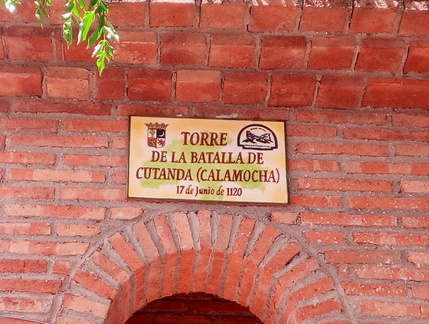 TORRE
DE LA BATALLA DE
CUTANDA (CALAMOCHA)
17 de Junio de 1120